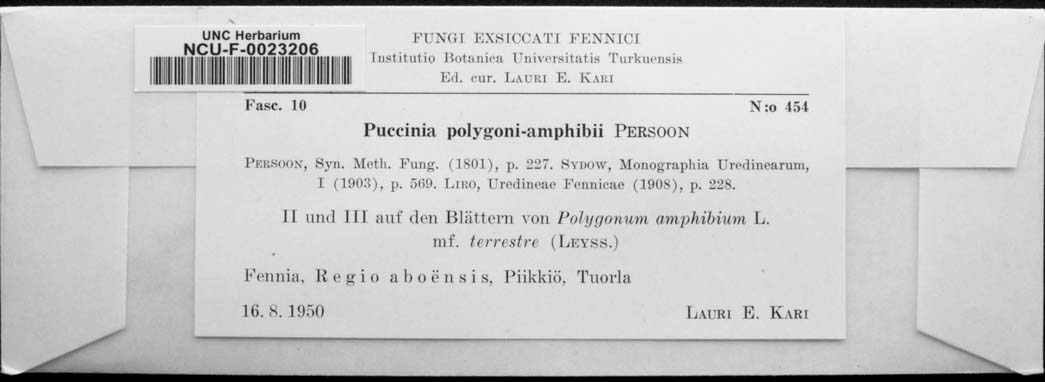 UNC Herbarium
NCU-F-0023206
FUNGI EXSICCATI FENNICI
Institutio Botanica Universitatis Turkuensis
Ed. cur. LAURI E. KARI
Fasc. 10 N:o 454
Puccinia polygoni-amphibii PERSOON
PERSOON, Syn. Meth. Fung. (1801), p. 227. SYDOW, Monographia Uredinearum,
I (1903), p. 569. LIRO, Uredineae Fennicae (1908), p. 228.
II und III auf den Blättern von Polygonum amphibium L.
mf. terrestre (LEYSS.)
Fennia, Regio aboënsis, Piikkiö, Tuorla
16. 8. 1950 LAURI E. KARI